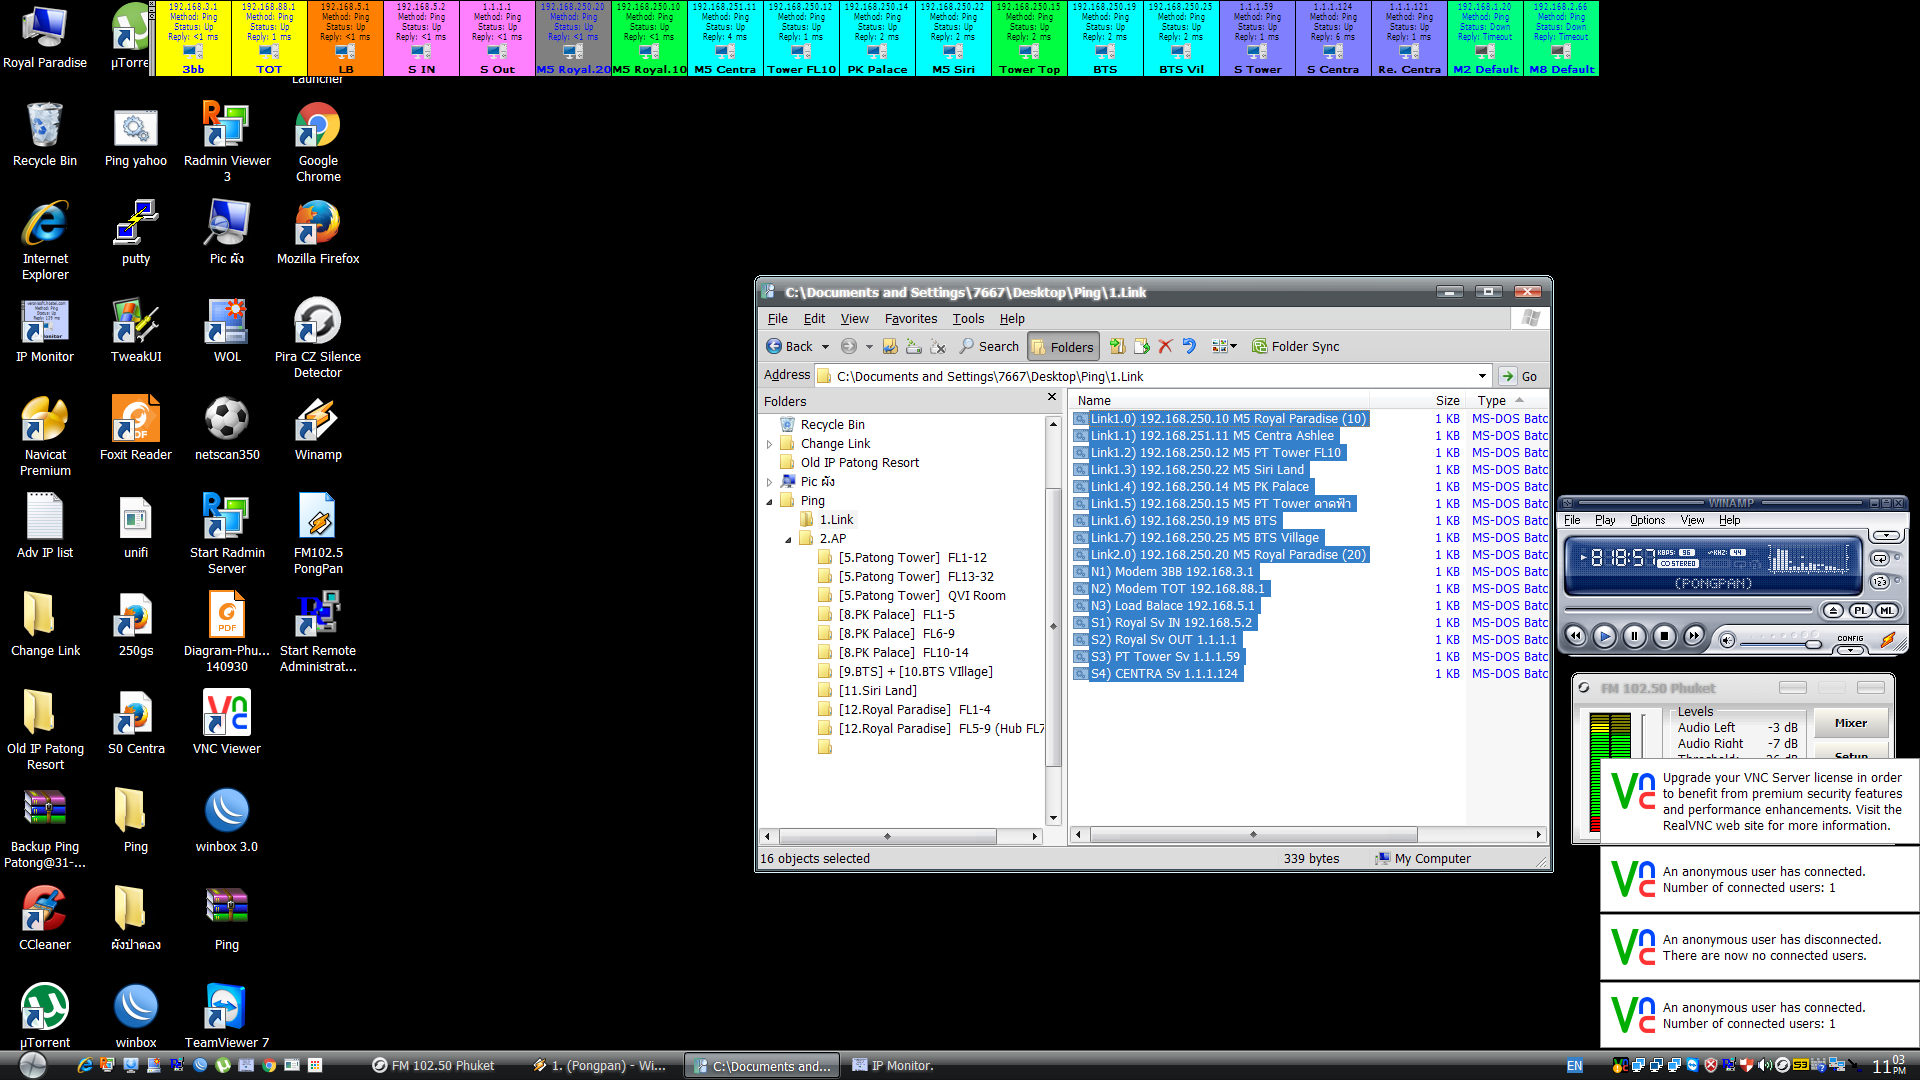 192.168.3.1
Method: Ping
Status: Up
Reply: <1 ms
3bb
192.168.88.1
Method: Ping
Status: Up
Reply: 1 ms
TOT
192.168.5.1
Method: Ping
Status: Up
Reply: <1 ms
LB
192.168.5.2
Method: Ping
Status: Up
Reply: <1 ms
S IN
1.1.1.1
Method: Ping
Status: Up
Reply: <1 ms
S Out
192.168.250.20
Method: Ping
Status: Up
Reply: <1 ms
M5 Royal.20
192.168.250.10
Method: Ping
Status: Up
Reply: <1 ms
M5 Royal.10
192.168.251.11
Method: Ping
Status: Up
Reply: 4 ms
M5 Centra
192.168.250.12
Method: Ping
Status: Up
Reply: 1 ms
Tower FL10
192.168.250.14
Method: Ping
Status: Up
Reply: 2 ms
PK Palace
192.168.250.22
Method: Ping
Status: Up
Reply: 2 ms
M5 Siri
192.168.250.15
Method: Ping
Status: Up
Reply: 2 ms
Tower Top
192.168.250.19
Method: Ping
Status: Up
Reply: 2 ms
BTS
192.168.250.25
Method: Ping
Status: Up
Reply: 2 ms
BTS Vil
1.1.1.59
Method: Ping
Status: Up
Reply: 1 ms
S Tower
1.1.1.124
Method: Ping
Status: Up
Reply: 6 ms
S Centra
1.1.1.121
Method: Ping
Status: Up
Reply: 1 ms
Re. Centra
192.168.1.20
Method: Ping
Status: Down
Reply: Timeout
M2 Default
192.168.2.66
Method: Ping
Status: Down
Reply: Timeout
M8 Default
Royal Paradise
µTorre
Launcher
Recycle Bin
Ping yahoo
Radmin Viewer 3
Google Chrome
Internet Explorer
putty
Pic ผัง
Mozilla Firefox
IP Monitor
TweakUI
WOL
Pira CZ Silence Detector
Navicat Premium
Foxit Reader
netscan350
Winamp
Adv IP list
unifi
Start Radmin Server
FM102.5 PongPan
Change Link
250gs
PDF
Diagram-Phu... 140930
Start Remote Administrat...
Old IP Patong Resort
S0 Centra
VNC Viewer
Backup Ping Patong@31-...
Ping
winbox 3.0
CCleaner
ผังป่าตอง
Ping
µTorrent
winbox
TeamViewer 7
C:\Documents and Settings\7667\Desktop\Ping\1.Link
File Edit View Favorites Tools Help
Back Search Folders Folder Sync
Address C:\Documents and Settings\7667\Desktop\Ping\1.Link Go
Folders
Recycle Bin
Change Link
Old IP Patong Resort
Pic ผัง
Ping
1.Link
2.AP
[5.Patong Tower] FL1-12
[5.Patong Tower] FL13-32
[5.Patong Tower] QVI Room
[8.PK Palace] FL1-5
[8.PK Palace] FL6-9
[8.PK Palace] FL10-14
[9.BTS] + [10.BTS VIllage]
[11.Siri Land]
[12.Royal Paradise] FL1-4
[12.Royal Paradise] FL5-9 (Hub FL7
Name Size Type
Link1.0) 192.168.250.10 M5 Royal Paradise (10) 1 KB MS-DOS Batc
Link1.1) 192.168.251.11 M5 Centra Ashlee 1 KB MS-DOS Batc
Link1.2) 192.168.250.12 M5 PT Tower FL10 1 KB MS-DOS Batc
Link1.3) 192.168.250.22 M5 Siri Land 1 KB MS-DOS Batc
Link1.4) 192.168.250.14 M5 PK Palace 1 KB MS-DOS Batc
Link1.5) 192.168.250.15 M5 PT Tower ดาดฟ้า 1 KB MS-DOS Batc
Link1.6) 192.168.250.19 M5 BTS 1 KB MS-DOS Batc
Link1.7) 192.168.250.25 M5 BTS Village 1 KB MS-DOS Batc
Link2.0) 192.168.250.20 M5 Royal Paradise (20) 1 KB MS-DOS Batc
N1) Modem 3BB 192.168.3.1 1 KB MS-DOS Batc
N2) Modem TOT 192.168.88.1 1 KB MS-DOS Batc
N3) Load Balace 192.168.5.1 1 KB MS-DOS Batc
S1) Royal Sv IN 192.168.5.2 1 KB MS-DOS Batc
S2) Royal Sv OUT 1.1.1.1 1 KB MS-DOS Batc
S3) PT Tower Sv 1.1.1.59 1 KB MS-DOS Batc
S4) CENTRA Sv 1.1.1.124 1 KB MS-DOS Batc
16 objects selected 339 bytes My Computer
WINAMP
File Play Options View Help
8:18:57 KBPS: 96 KHZ: 44
STEREO
(PONGPAN)
PL ML
CONFIG
FM 102.50 Phuket
Levels
Audio Left -3 dB
Audio Right -7 dB
Mixer
Setup
Upgrade your VNC Server license in order
to benefit from premium security features
and performance enhancements. Visit the
RealVNC web site for more information.
An anonymous user has connected.
Number of connected users: 1
An anonymous user has disconnected.
There are now no connected users.
An anonymous user has connected.
Number of connected users: 1
FM 102.50 Phuket
1. (Pongpan) - Wi...
C:\Documents and...
IP Monitor.
EN
11 03 PM